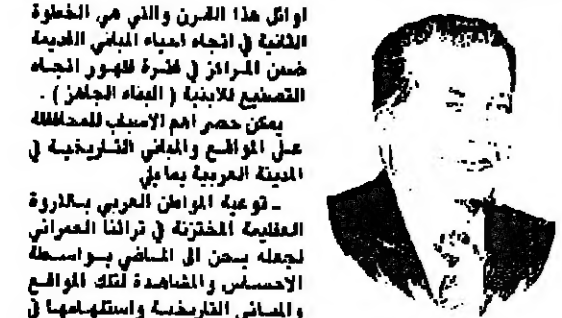 اوائل هذا القرن والتي هي الخطوة
الثانية في اتجاه احياء المباني القديمة
ضمن المراكز في فترة ظهور اتجاه
التصنيع للابنية ( البناء الجاهز ) .
يمكن حصر اهم الاسباب للمحافظة
على المواقع والمباني التاريخية في
المدينة العربية بما يلي
ـ توعية المواطن العربي بالثروة
العظيمة المختزنة في تراثنا العمراني
لجعله يحن الى الماضي بواسطة
الاحساس والمشاهدة لتلك المواقع
والمباني التاريخية واستلهامها في